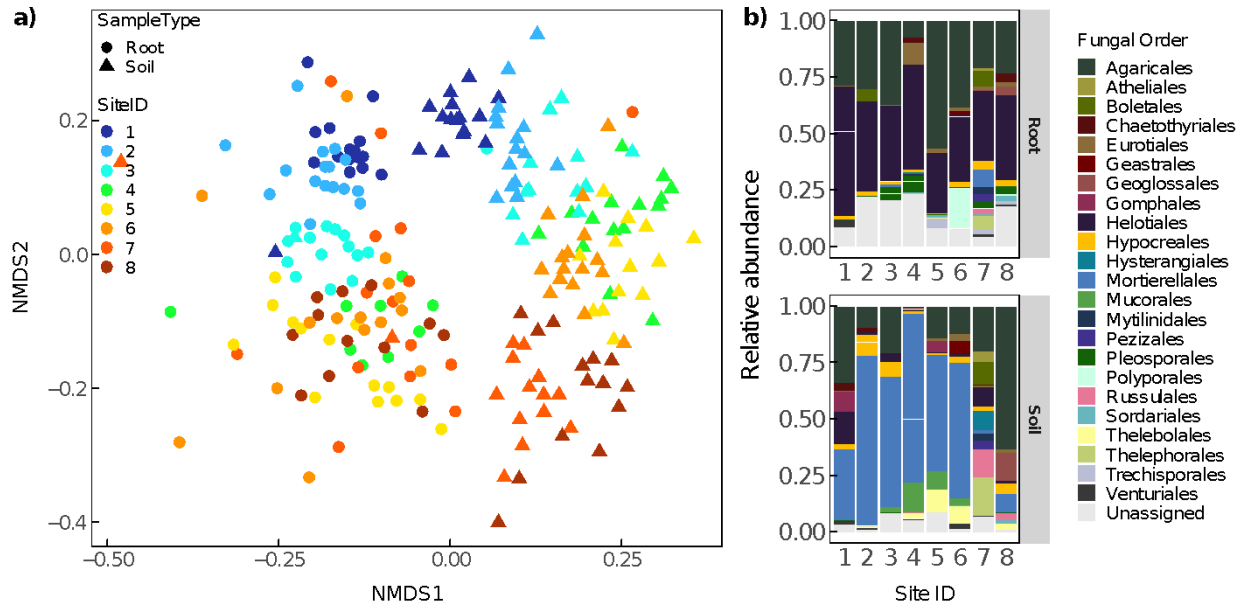 a)
SampleType
Root
Soil
SiteID
1
2
3
4
5
6
7
8
0.2
0.0
−0.2
−0.4
NMDS2
−0.50
−0.25
0.00
0.25
NMDS1
b)
1.00
0.75
0.50
0.25
0.00
1 2 3 4 5 6 7 8
Root
Relative abundance
1.00
0.75
0.50
0.25
0.00
1 2 3 4 5 6 7 8
Soil
Site ID
Fungal Order
Agaricales
Atheliales
Boletales
Chaetothyriales
Eurotiales
Geastrales
Geoglossales
Gomphales
Helotiales
Hypocreales
Hysterangiales
Mortierellales
Mucorales
Mytilinidales
Pezizales
Pleosporales
Polyporales
Russulales
Sordariales
Thelebolales
Thelephorales
Trechisporales
Venturiales
Unassigned